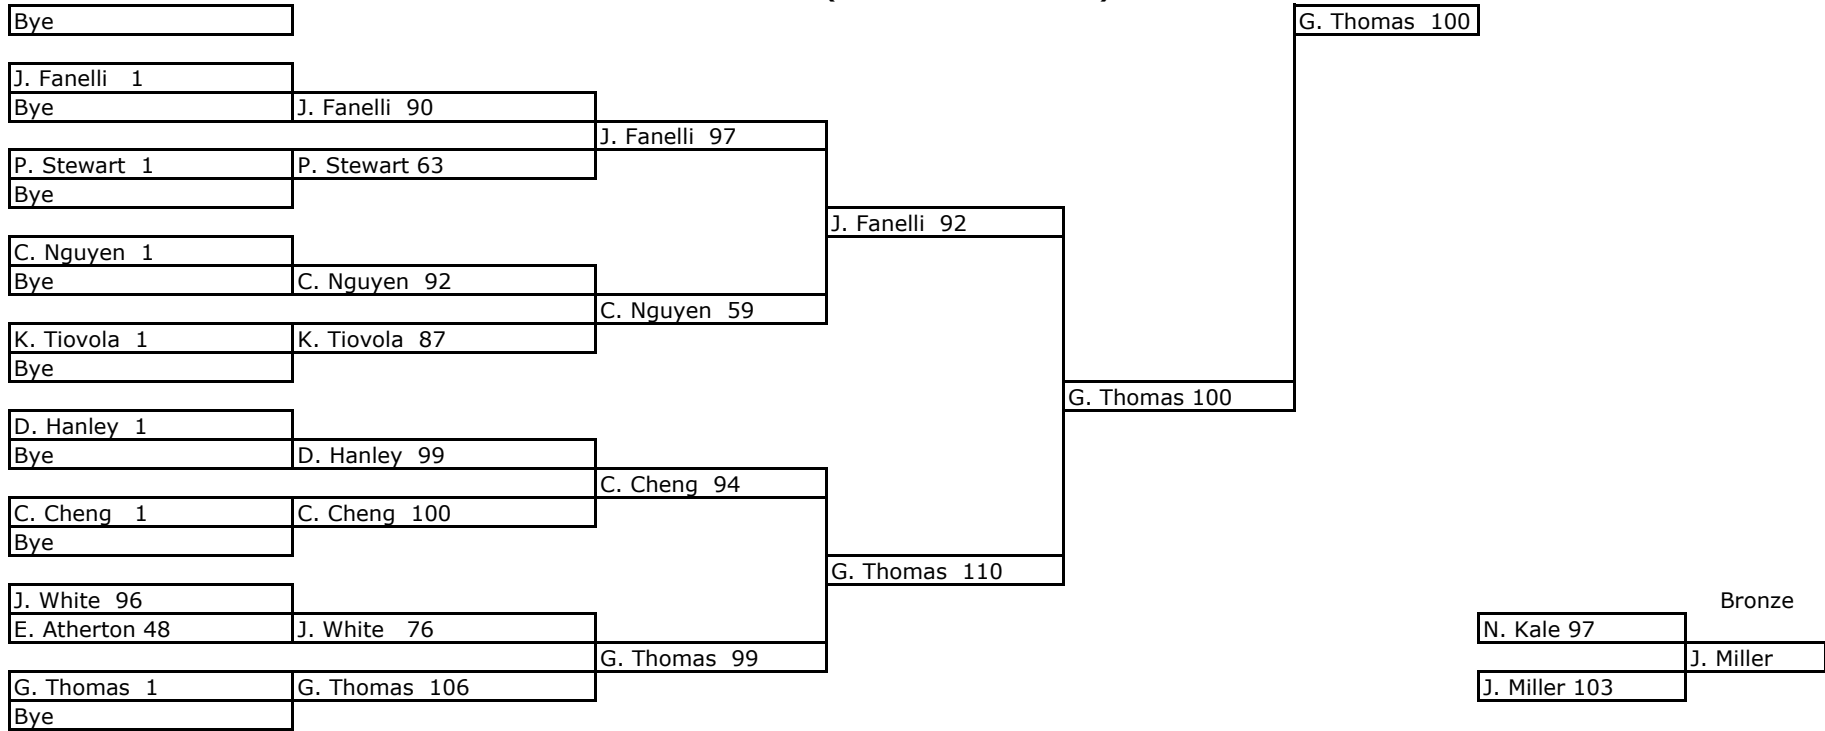 Bye
G. Thomas 100
J. Fanelli 1
Bye
J. Fanelli 90
J. Fanelli 97
P. Stewart 1
P. Stewart 63
Bye
J. Fanelli 92
C. Nguyen 1
Bye
C. Nguyen 92
C. Nguyen 59
K. Tiovola 1
K. Tiovola 87
Bye
G. Thomas 100
D. Hanley 1
Bye
D. Hanley 99
C. Cheng 94
C. Cheng 1
C. Cheng 100
Bye
G. Thomas 110
J. White 96
Bronze
E. Atherton 48
J. White 76
N. Kale 97
G. Thomas 99
J. Miller
G. Thomas 1
G. Thomas 106
J. Miller 103
Bye